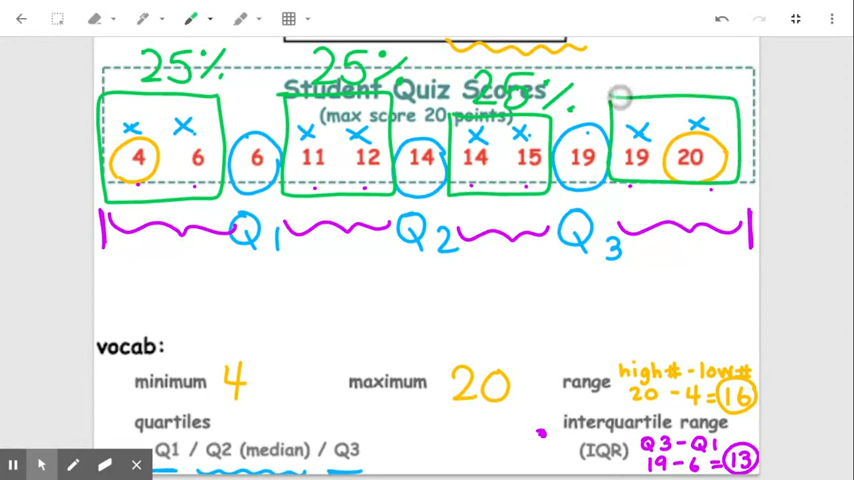 25% 25% 25%
Student Quiz Scores
(max score 20 points)
x x x x x x x x
4 6 6 11 12 14 14 15 19 19 20
Q1 Q2 Q3
vocab:
minimum 4 maximum 20 range high# - low#
20 - 4 = 16
quartiles interquartile range
Q1 / Q2 (median) / Q3 (IQR) Q3 - Q1
19 - 6 = 13